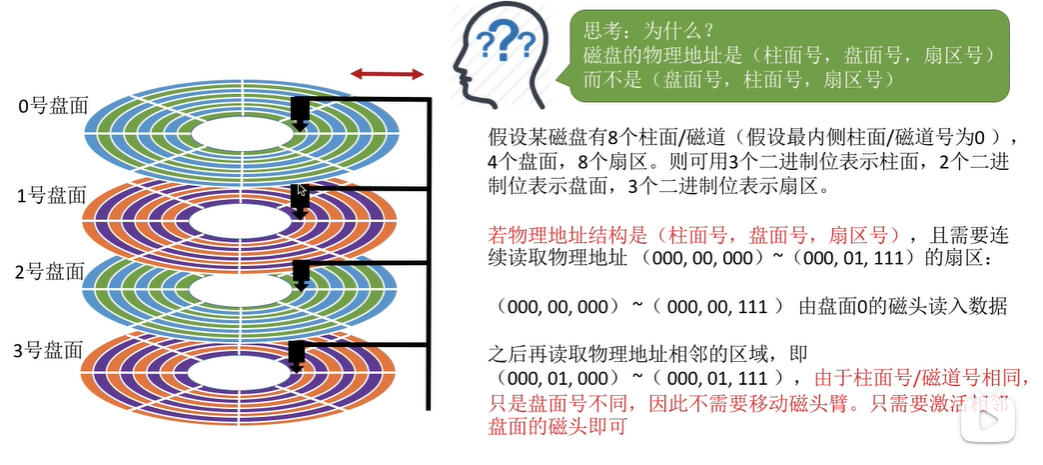 ???
思考：为什么？
磁盘的物理地址是（柱面号，盘面号，扇区号）
而不是（盘面号，柱面号，扇区号）
0号盘面
1号盘面
2号盘面
3号盘面
假设某磁盘有8个柱面/磁道（假设最内侧柱面/磁道号为0），
4个盘面，8个扇区。则可用3个二进制位表示柱面，2个二进
制位表示盘面，3个二进制位表示扇区。
若物理地址结构是（柱面号，盘面号，扇区号），且需要连
续读取物理地址（000, 00, 000）~（000, 01, 111）的扇区：
（000, 00, 000） ~（ 000, 00, 111 ） 由盘面0的磁头读入数据
之后再读取物理地址相邻的区域，即
（000, 01, 000） ~（ 000, 01, 111 ），由于柱面号/磁道号相同，
只是盘面号不同，因此不需要移动磁头臂。只需要激活相邻
盘面的磁头即可